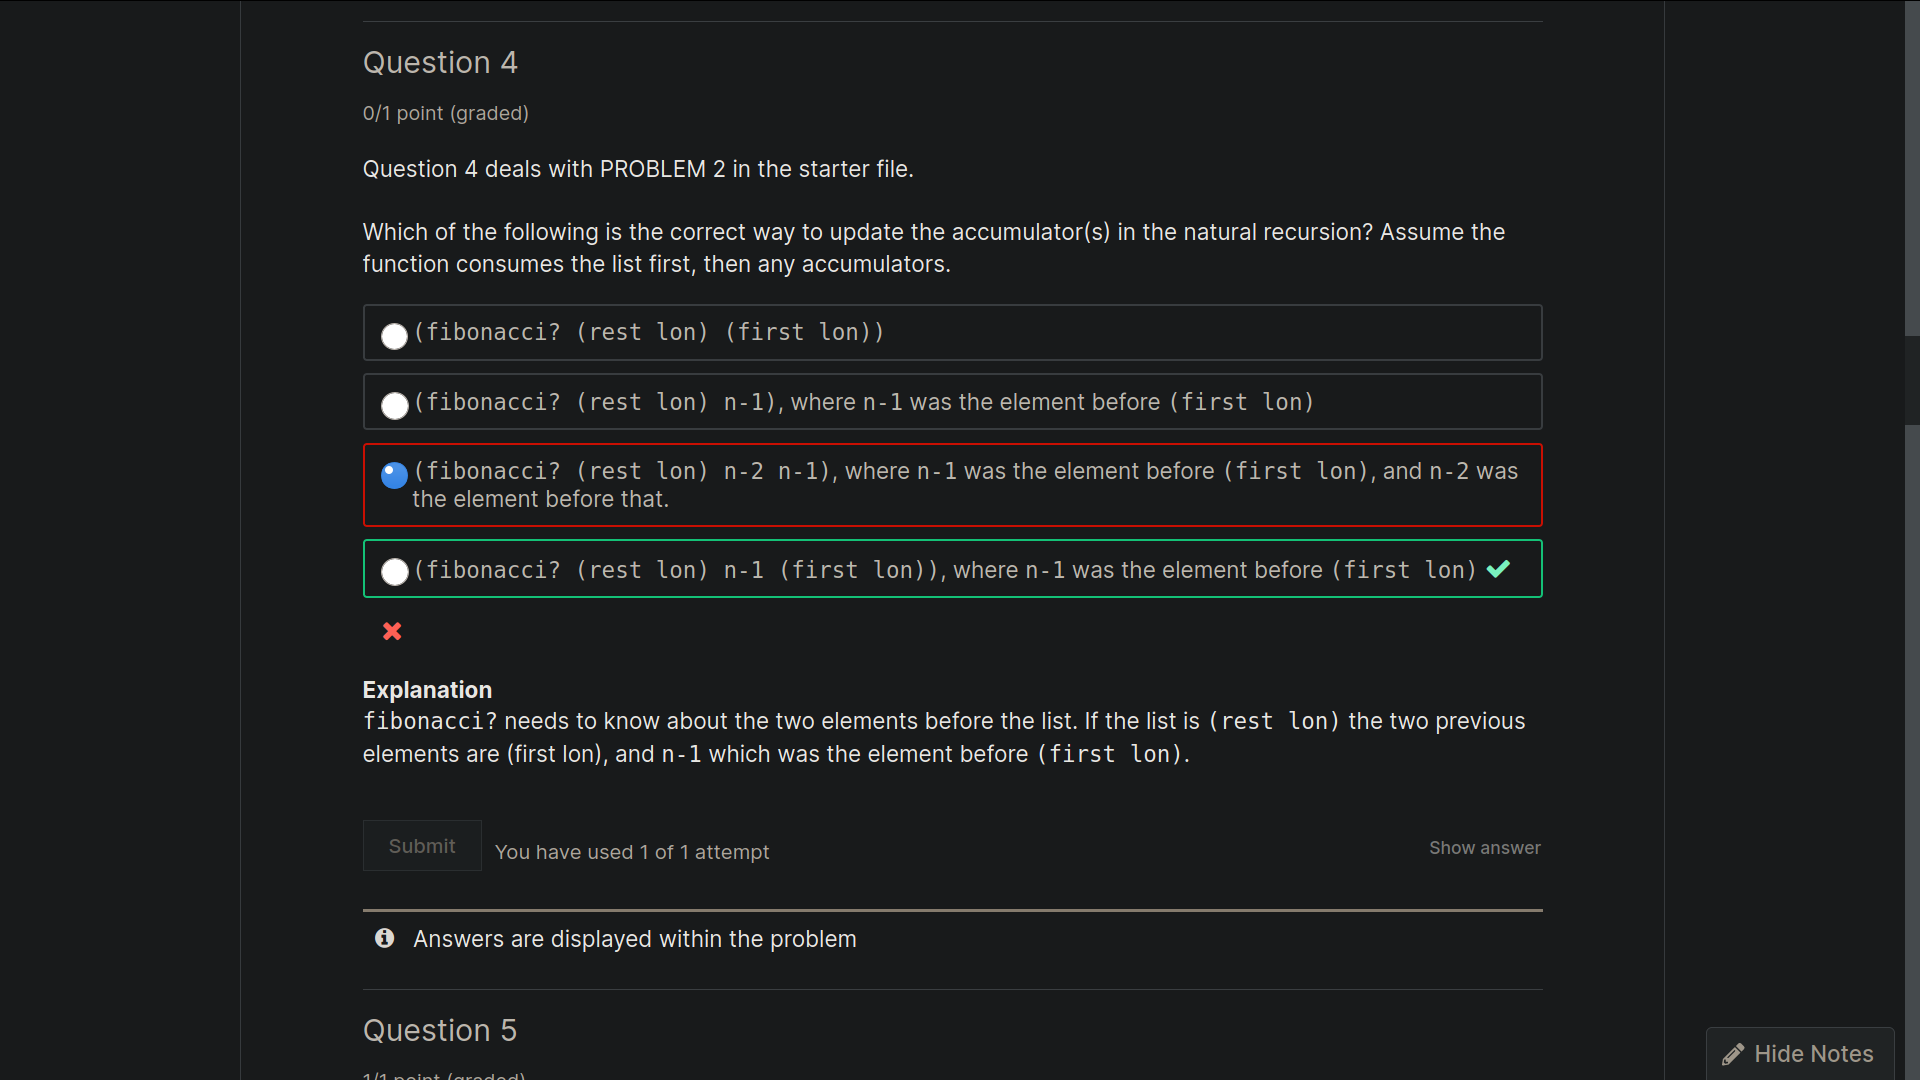 Question 4
0/1 point (graded)
Question 4 deals with PROBLEM 2 in the starter file.
Which of the following is the correct way to update the accumulator(s) in the natural recursion? Assume the
function consumes the list first, then any accumulators.
(fibonacci? (rest lon) (first lon))
(fibonacci? (rest lon) n-1), where n-1 was the element before (first lon)
(fibonacci? (rest lon) n-2 n-1), where n-1 was the element before (first lon), and n-2 was
the element before that.
(fibonacci? (rest lon) n-1 (first lon)), where n-1 was the element before (first lon)
Explanation
fibonacci? needs to know about the two elements before the list. If the list is (rest lon) the two previous
elements are (first lon), and n-1 which was the element before (first lon).
Submit
You have used 1 of 1 attempt
Show answer
Answers are displayed within the problem
Question 5
1/1 point (graded)
Hide Notes